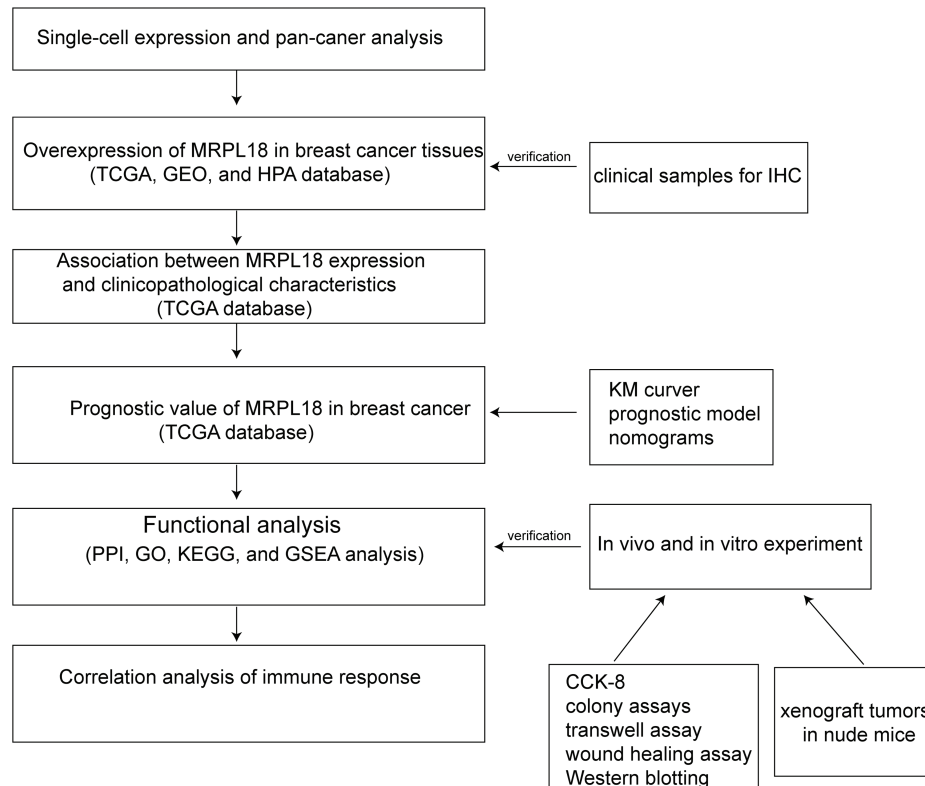 Single-cell expression and pan-caner analysis
Overexpression of MRPL18 in breast cancer tissues
(TCGA, GEO, and HPA database)
verification
clinical samples for IHC
Association between MRPL18 expression
and clinicopathological characteristics
(TCGA database)
Prognostic value of MRPL18 in breast cancer
(TCGA database)
KM curver
prognostic model
nomograms
Functional analysis
(PPI, GO, KEGG, and GSEA analysis)
verification
In vivo and in vitro experiment
Correlation analysis of immune response
CCK-8
colony assays
transwell assay
wound healing assay
Western blotting
xenograft tumors
in nude mice